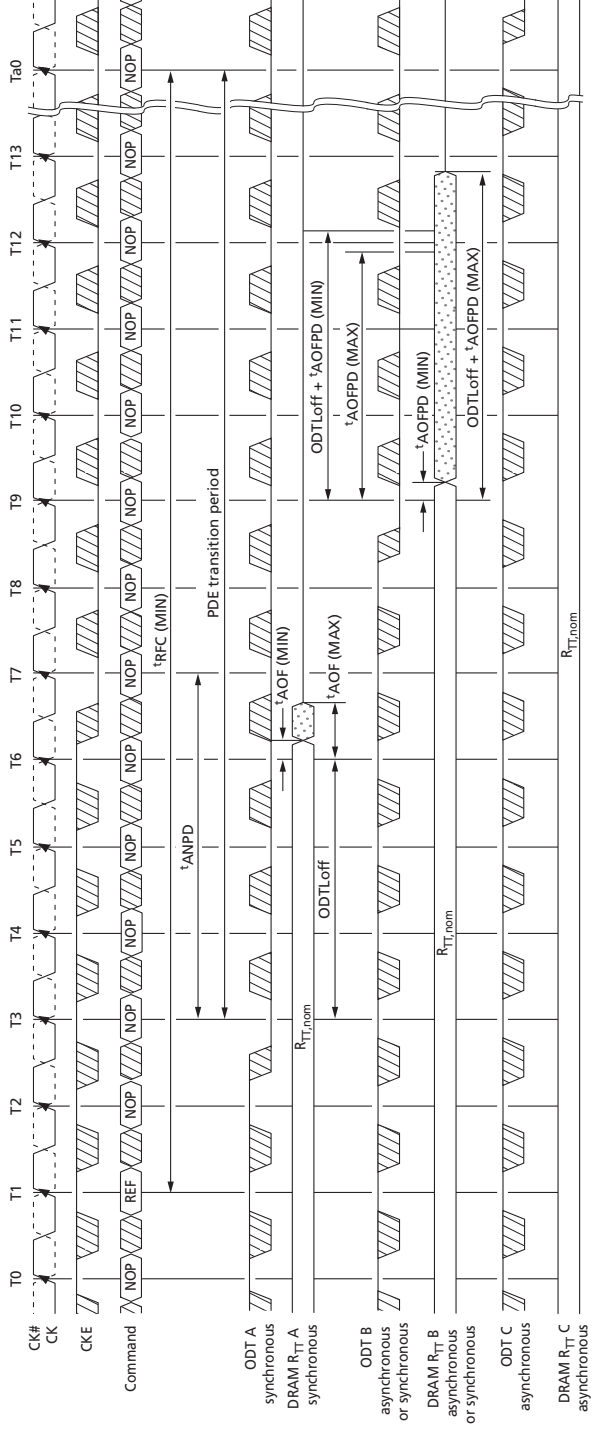 T0 T1 T2 T3 T4 T5 T6 T7 T8 T9 T10 T11 T12 T13 Ta0
CK#
CK
CKE
Command
NOP REF NOP NOP NOP NOP NOP NOP NOP NOP NOP NOP NOP NOP NOP
tRFC (MIN)
tANPD
PDE transition period
ODT A
synchronous
tAOF (MIN)
DRAM RTT A
synchronous
RTT,nom
ODTLoff
tAOF (MAX)
ODTLoff + tAOFPD (MIN)
tAOFPD (MAX)
ODT B
asynchronous
or synchronous
tAOFPD (MIN)
DRAM RTT B
asynchronous
or synchronous
RTT,nom
ODTLoff + tAOFPD (MAX)
ODT C
asynchronous
DRAM RTT C
asynchronous
RTT,nom